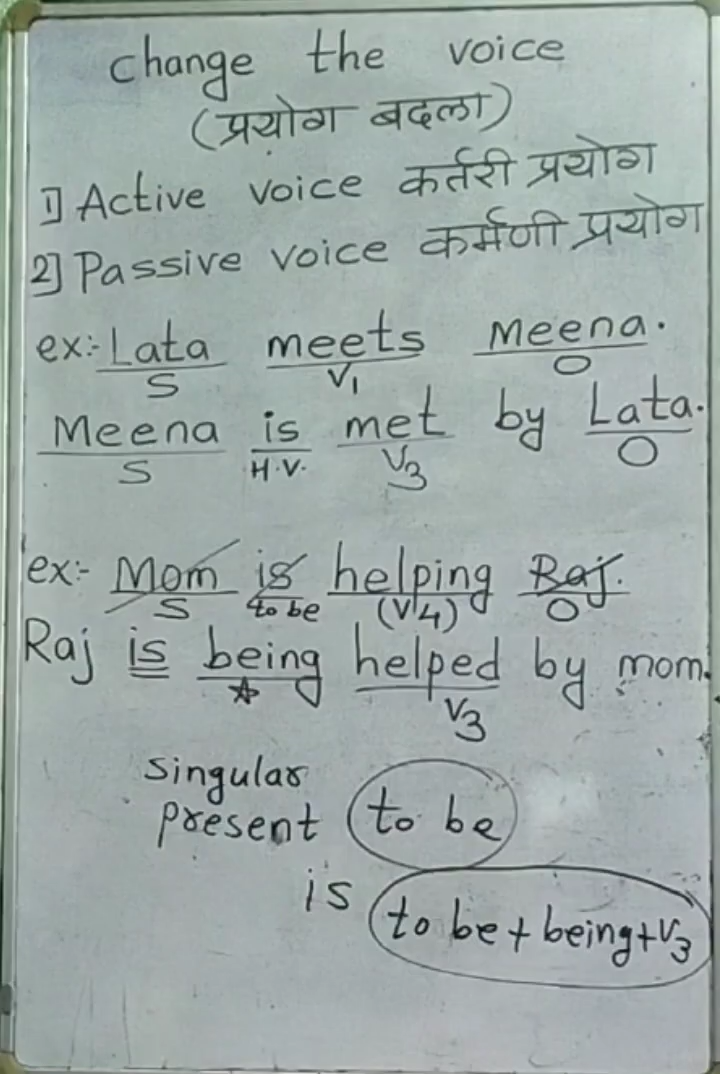 change the voice
(प्रयोग बदला)
1] Active voice कर्तरी प्रयोग
2] Passive voice कर्मणी प्रयोग
ex:- Lata meets Meena.
S V1 O
Meena is met by Lata.
S H.V. V3 O
ex:- Mom is helping Raj.
S to be (V4) O
Raj is being helped by mom.
V3
singular
present to be
is to be + being + V3